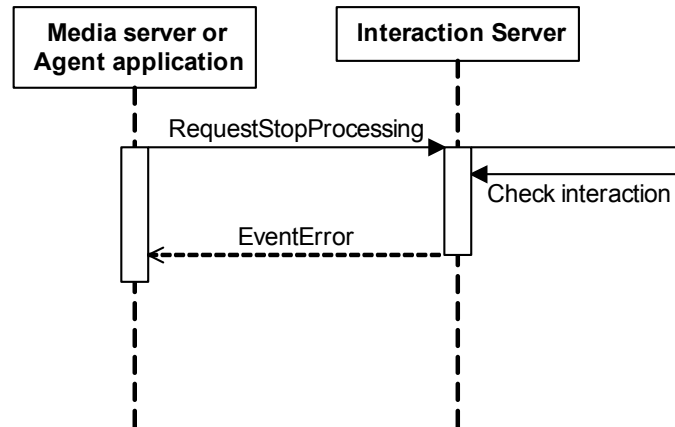 Media server or
Agent application
Interaction Server
RequestStopProcessing
Check interaction
EventError